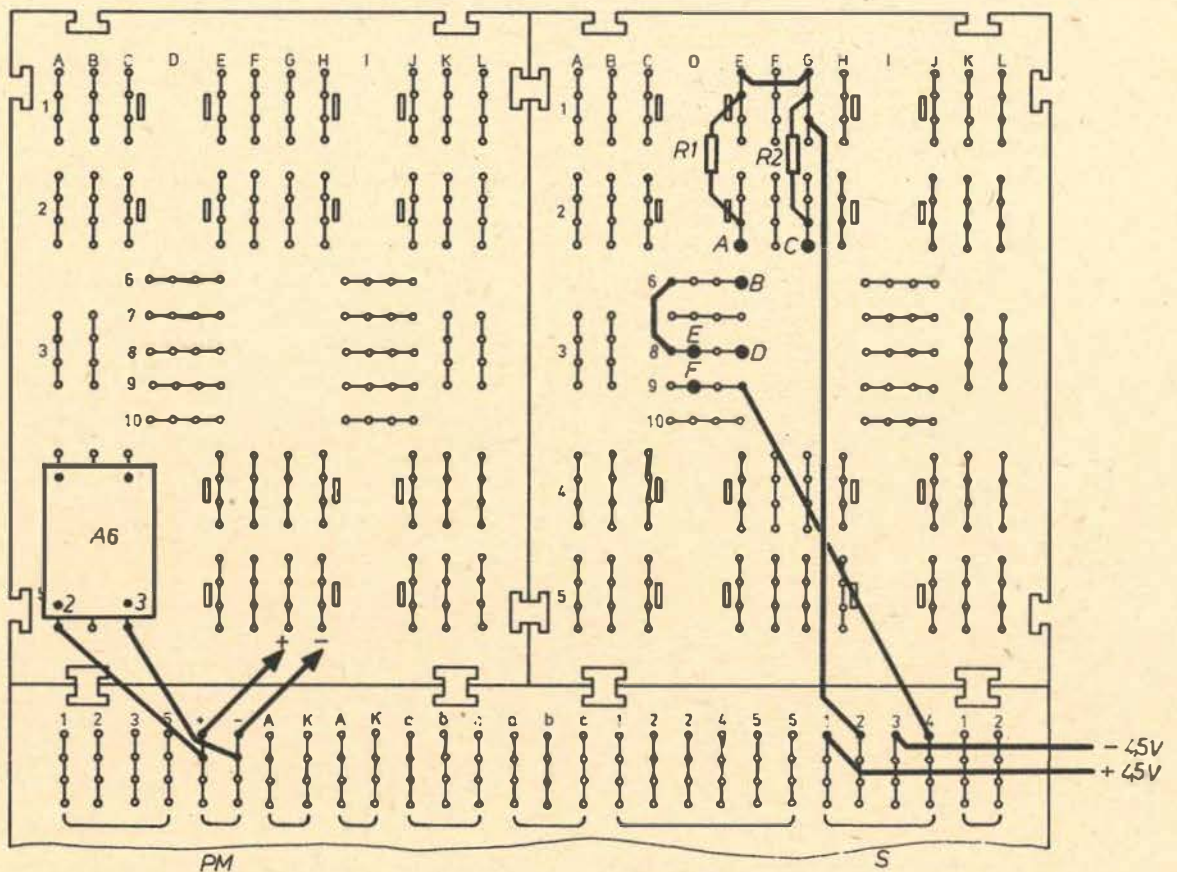 A B C D E F G H I J K L A B C O E F G H I J K L
1 1
R1 R2
2 2
A C
6 6 B
7 E
3 8 3 8 D
9 9 F
10 10
4
A6
5 2 3 5
+ −
1 2 3 5 + − A K A K c b a b c 1 2 2 4 5 5 1 2 3 4 1 2
− 4,5V
+ 4,5V
PM S